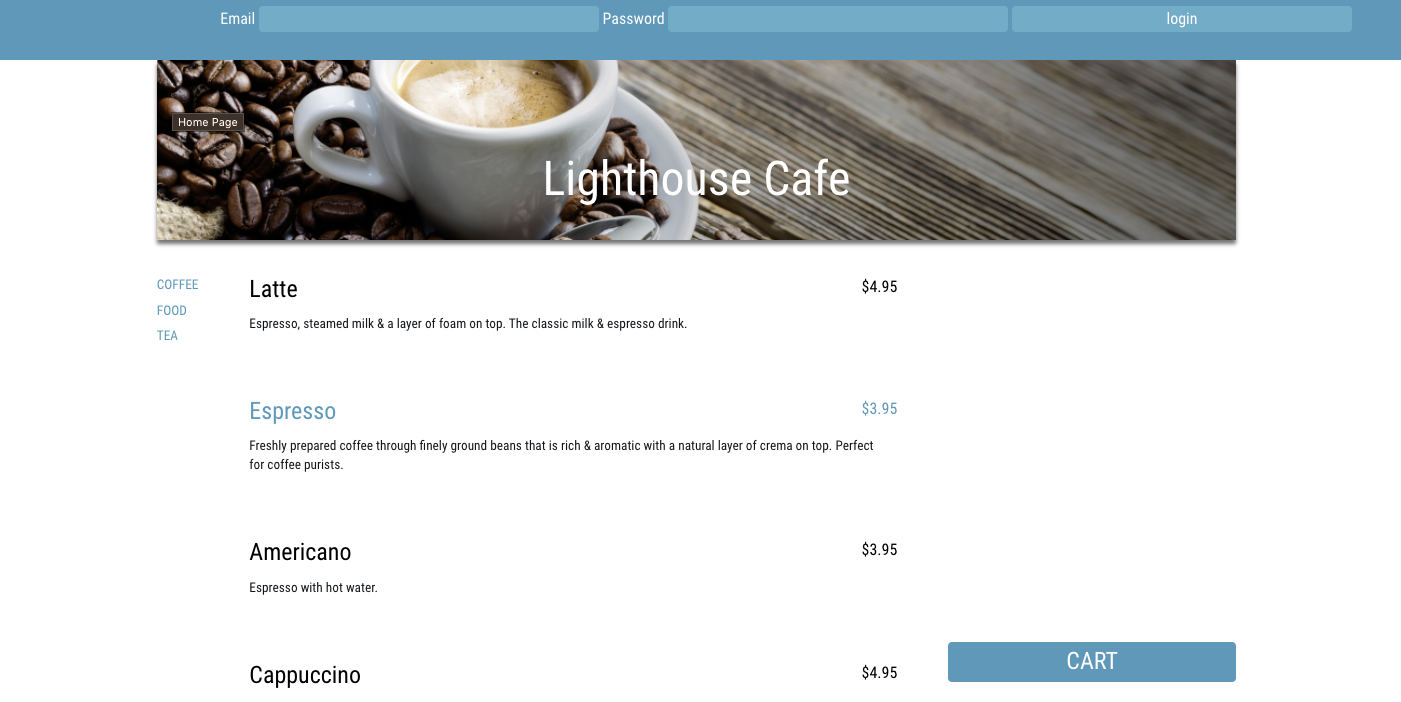 Email Password login
Home Page
Lighthouse Cafe
COFFEE
FOOD
TEA
Latte $4.95
Espresso, steamed milk & a layer of foam on top. The classic milk & espresso drink.
Espresso $3.95
Freshly prepared coffee through finely ground beans that is rich & aromatic with a natural layer of crema on top. Perfect
for coffee purists.
Americano $3.95
Espresso with hot water.
Cappuccino $4.95
CART